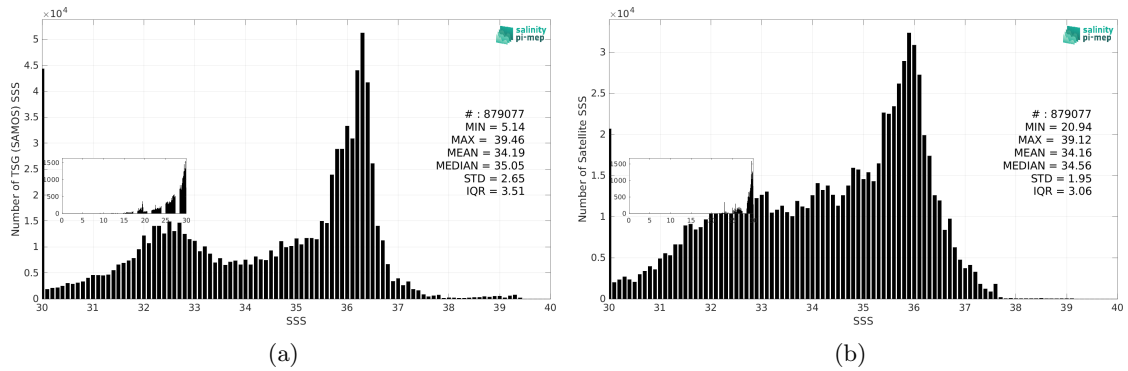 ×10⁴
5
4.5
4
3.5
3
2.5
2
1.5
1
0.5
0
Number of TSG (SAMOS) SSS
salinity
pi-mep
# : 879077
MIN = 5.14
MAX = 39.46
MEAN = 34.19
MEDIAN = 35.05
STD = 2.65
IQR = 3.51
1500
1000
500
0
0 5 10 15 20 25 30
30 31 32 33 34 35 36 37 38 39 40
SSS
(a)
×10⁴
3
2.5
2
1.5
1
0.5
0
Number of Satellite SSS
salinity
pi-mep
# : 879077
MIN = 20.94
MAX = 39.12
MEAN = 34.16
MEDIAN = 34.56
STD = 1.95
IQR = 3.06
1500
1000
500
0
0 5 10 15 20
30 31 32 33 34 35 36 37 38 39 40
SSS
(b)